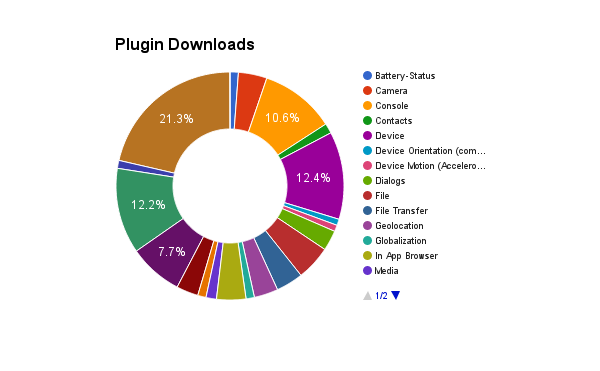 Plugin Downloads
21.3%
10.6%
12.4%
12.2%
7.7%
Battery-Status
Camera
Console
Contacts
Device
Device Orientation (com...
Device Motion (Accelero...
Dialogs
File
File Transfer
Geolocation
Globalization
In App Browser
Media
1/2